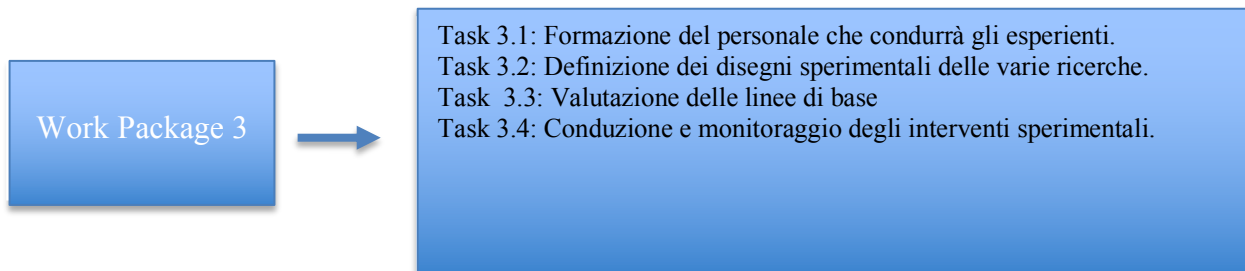 Work Package 3
Task 3.1: Formazione del personale che condurrà gli esperienti.
Task 3.2: Definizione dei disegni sperimentali delle varie ricerche.
Task  3.3: Valutazione delle linee di base
Task 3.4: Conduzione e monitoraggio degli interventi sperimentali.